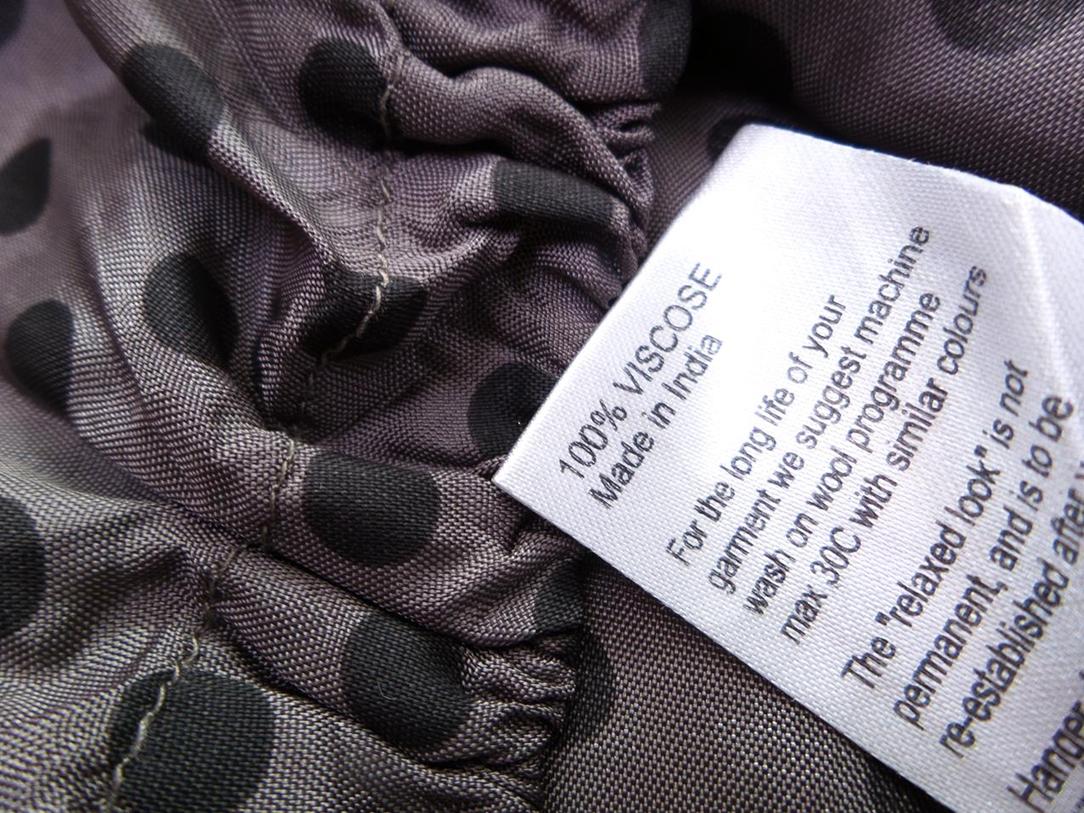 100% VISCOSE
Made in India
For the long life of your
garment we suggest machine
wash on wool programme
max 30C with similar colours
The "relaxed look" is not
permanent, and is to be
re-established after
Hanger